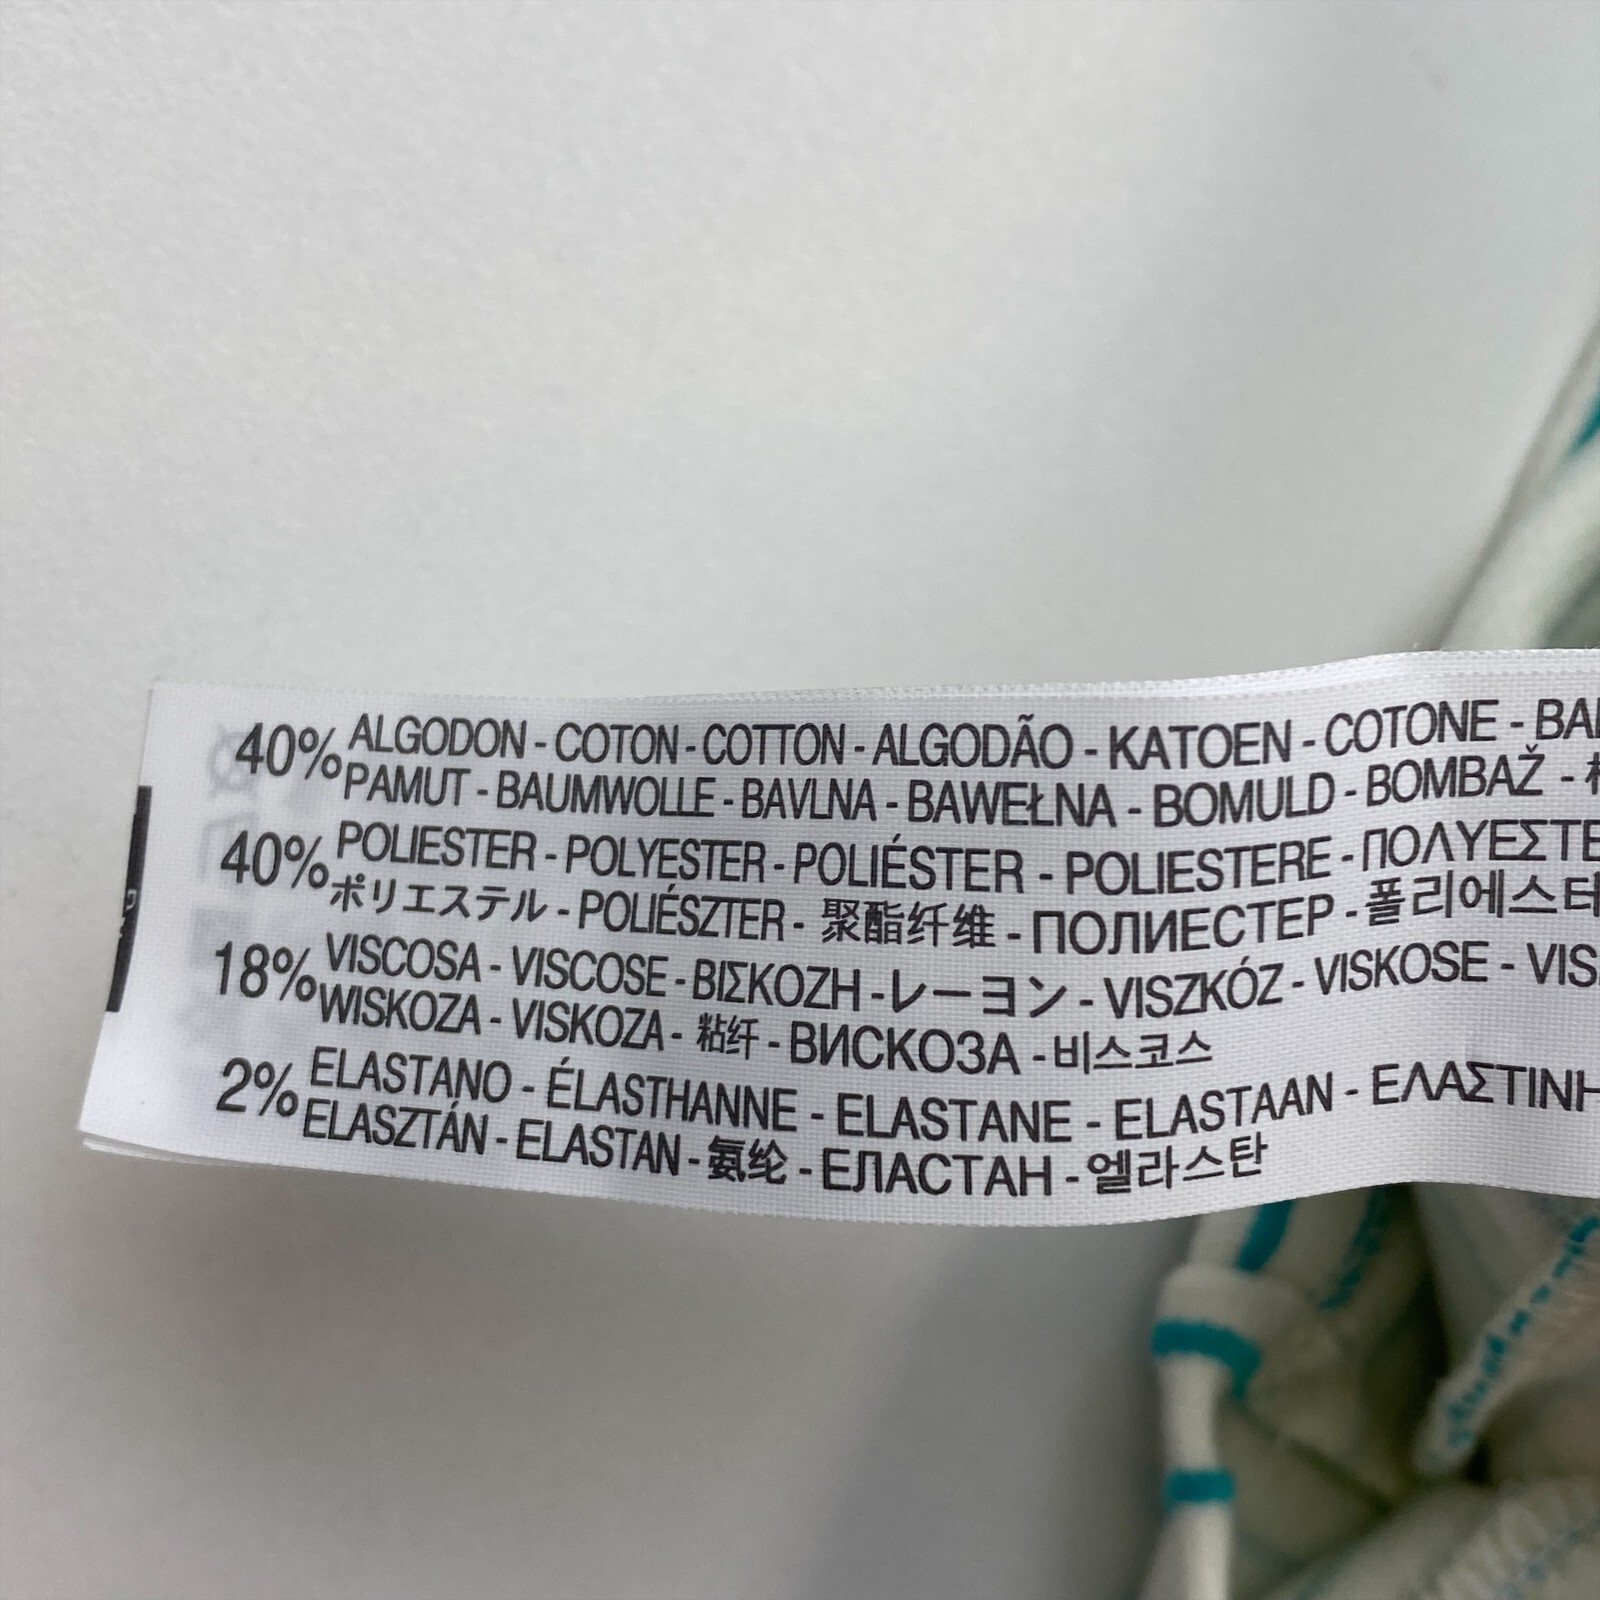 40% ALGODON - COTON - COTTON - ALGODÃO - KATOEN - COTONE -
PAMUT - BAUMWOLLE - BAVLNA - BAWEŁNA - BOMULD - BOMBAŽ -
40% POLIESTER - POLYESTER - POLIÉSTER - POLIESTERE - ΠΟΛΥΕΣΤΕ
ポリエステル - POLIÉSZTER - 聚酯纤维 - ПОЛИЕСТЕР - 폴리에스테
18% VISCOSA - VISCOSE - ΒΙΣΚΟΖΗ - レーヨン - VISZKÓZ - VISKOSE - VIS
WISKOZA - VISKOZA - 粘纤 - ВИСКОЗА - 비스코스
2% ELASTANO - ÉLASTHANNE - ELASTANE - ELASTAAN - ΕΛΑΣΤΙΝΗ
ELASZTÁN - ELASTAN - 氨纶 - ЕЛАСТАН - 엘라스탄